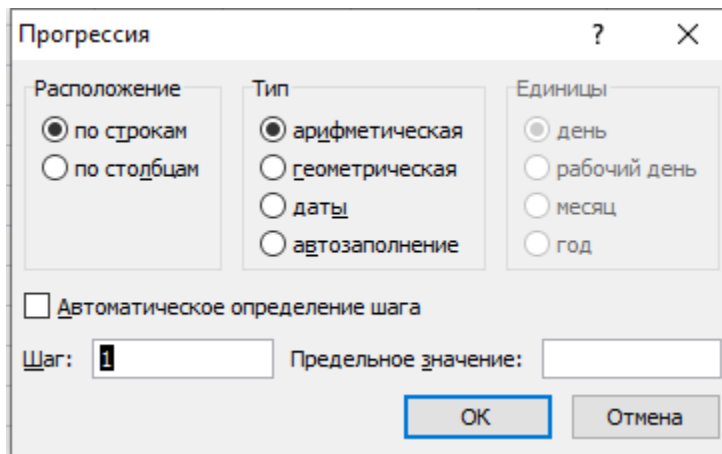 Прогрессия ?
Расположение
по строкам
по столбцам
Тип
арифметическая
геометрическая
даты
автозаполнение
Единицы
день
рабочий день
месяц
год
Автоматическое определение шага
Шаг: 1 Предельное значение:
ОК Отмена